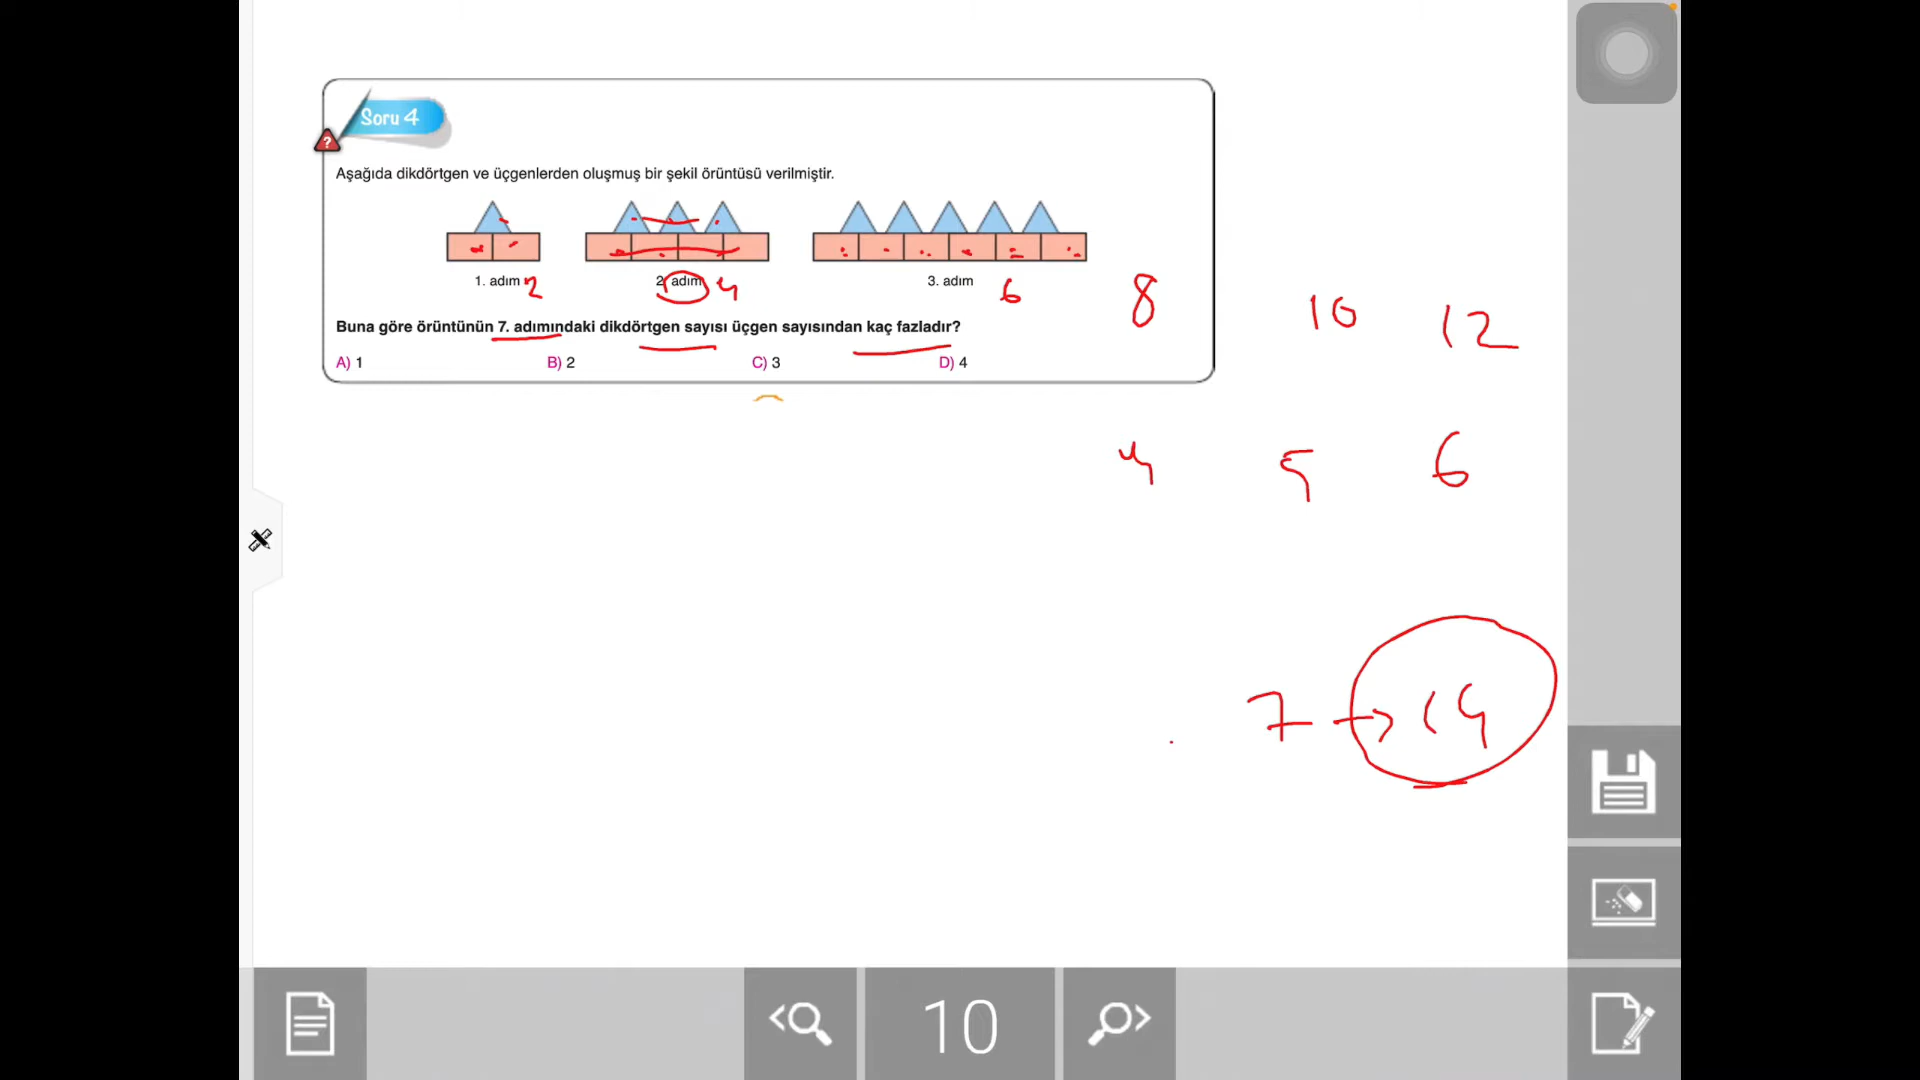 Soru 4
?
Aşağıda dikdörtgen ve üçgenlerden oluşmuş bir şekil örüntüsü verilmiştir.
1. adım 2
2. adım 4
3. adım 6
8 10 12
Buna göre örüntünün 7. adımındaki dikdörtgen sayısı üçgen sayısından kaç fazladır?
A) 1 B) 2 C) 3 D) 4
4 5 6
7 → 14
10